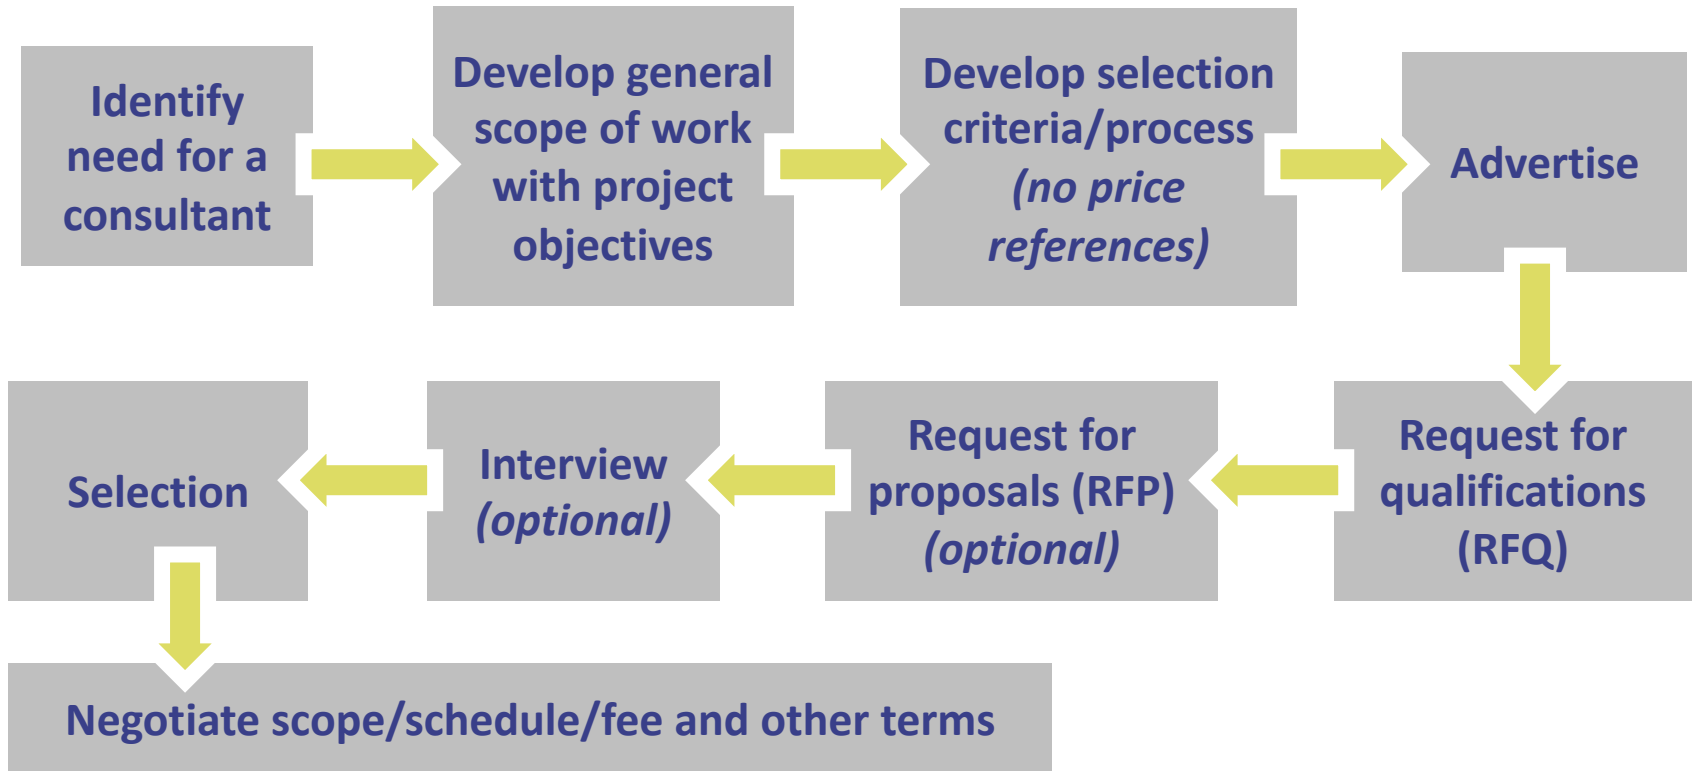 Identify
need for a
consultant
Develop general
scope of work
with project
objectives
Develop selection
criteria/process
(no price
references)
Advertise
Request for
qualifications
(RFQ)
Request for
proposals (RFP)
(optional)
Interview
(optional)
Selection
Negotiate scope/schedule/fee and other terms